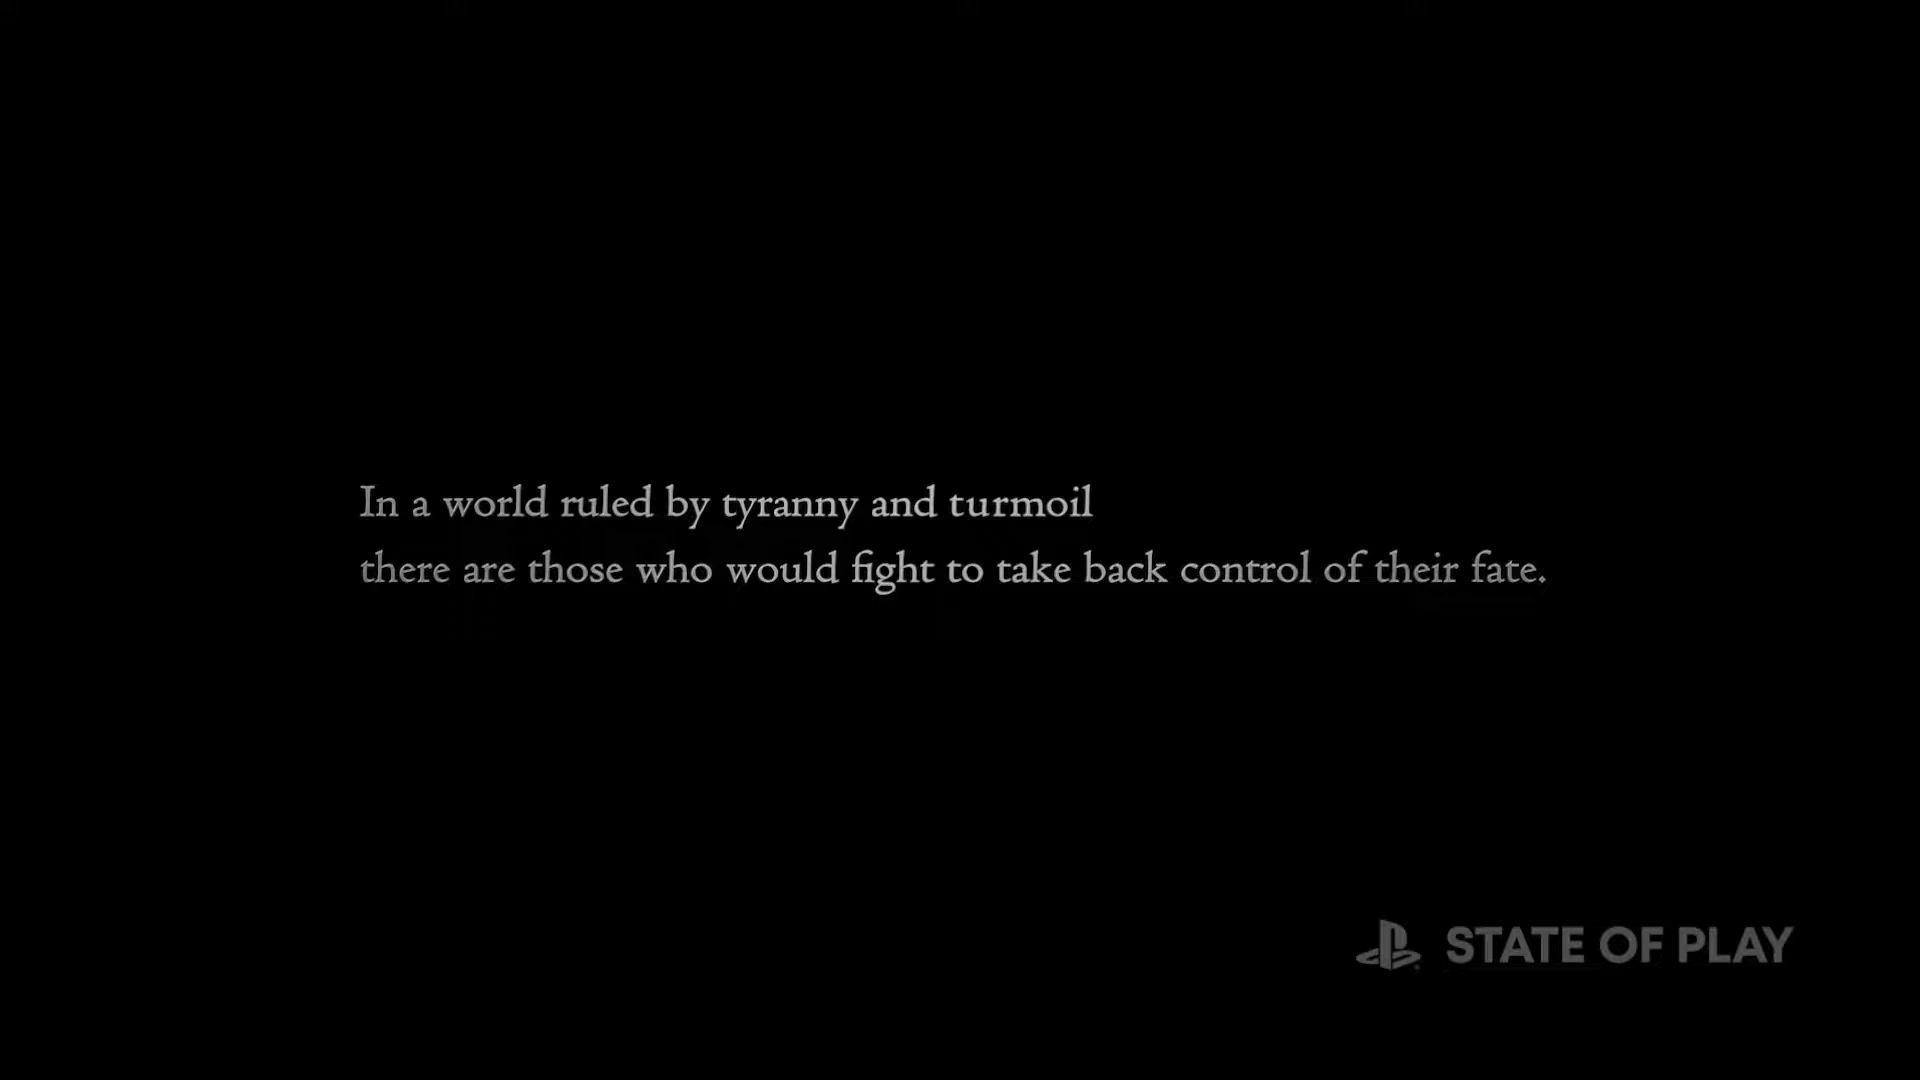 In a world ruled by tyranny and turmoil
there are those who would fight to take back control of their fate.
STATE OF PLAY